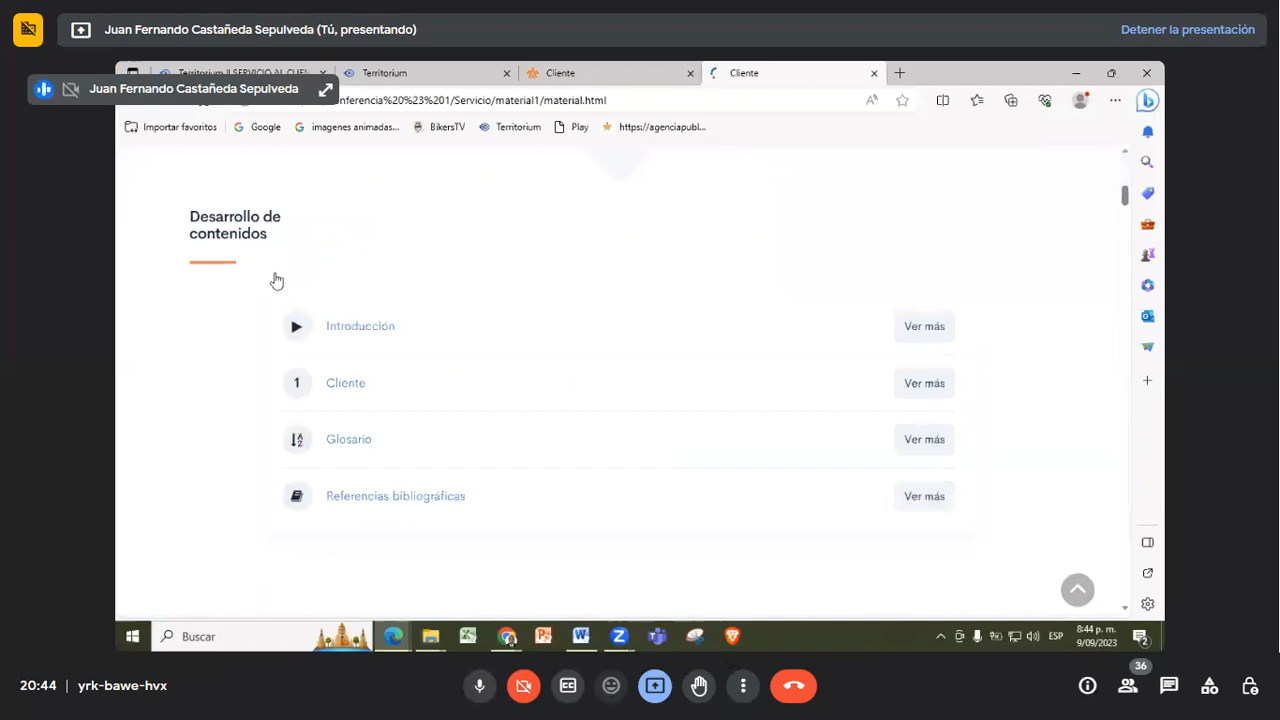 Juan Fernando Castañeda Sepulveda (Tú, presentando)
Detener la presentación
Territorium
Cliente
Cliente
Juan Fernando Castañeda Sepulveda
onferencia%20%23%201/Servicio/material1/material.html
Importar favoritos
Google
imagenes animadas...
BikersTV
Territorium
Play
https://agenciapubl...
Desarrollo de
contenidos
Introducción
Ver más
1
Cliente
Ver más
Glosario
Ver más
Referencias bibliográficas
Ver más
Buscar
ESP
8:44 p. m.
9/09/2023
2
36
20:44 | yrk-bawe-hvx